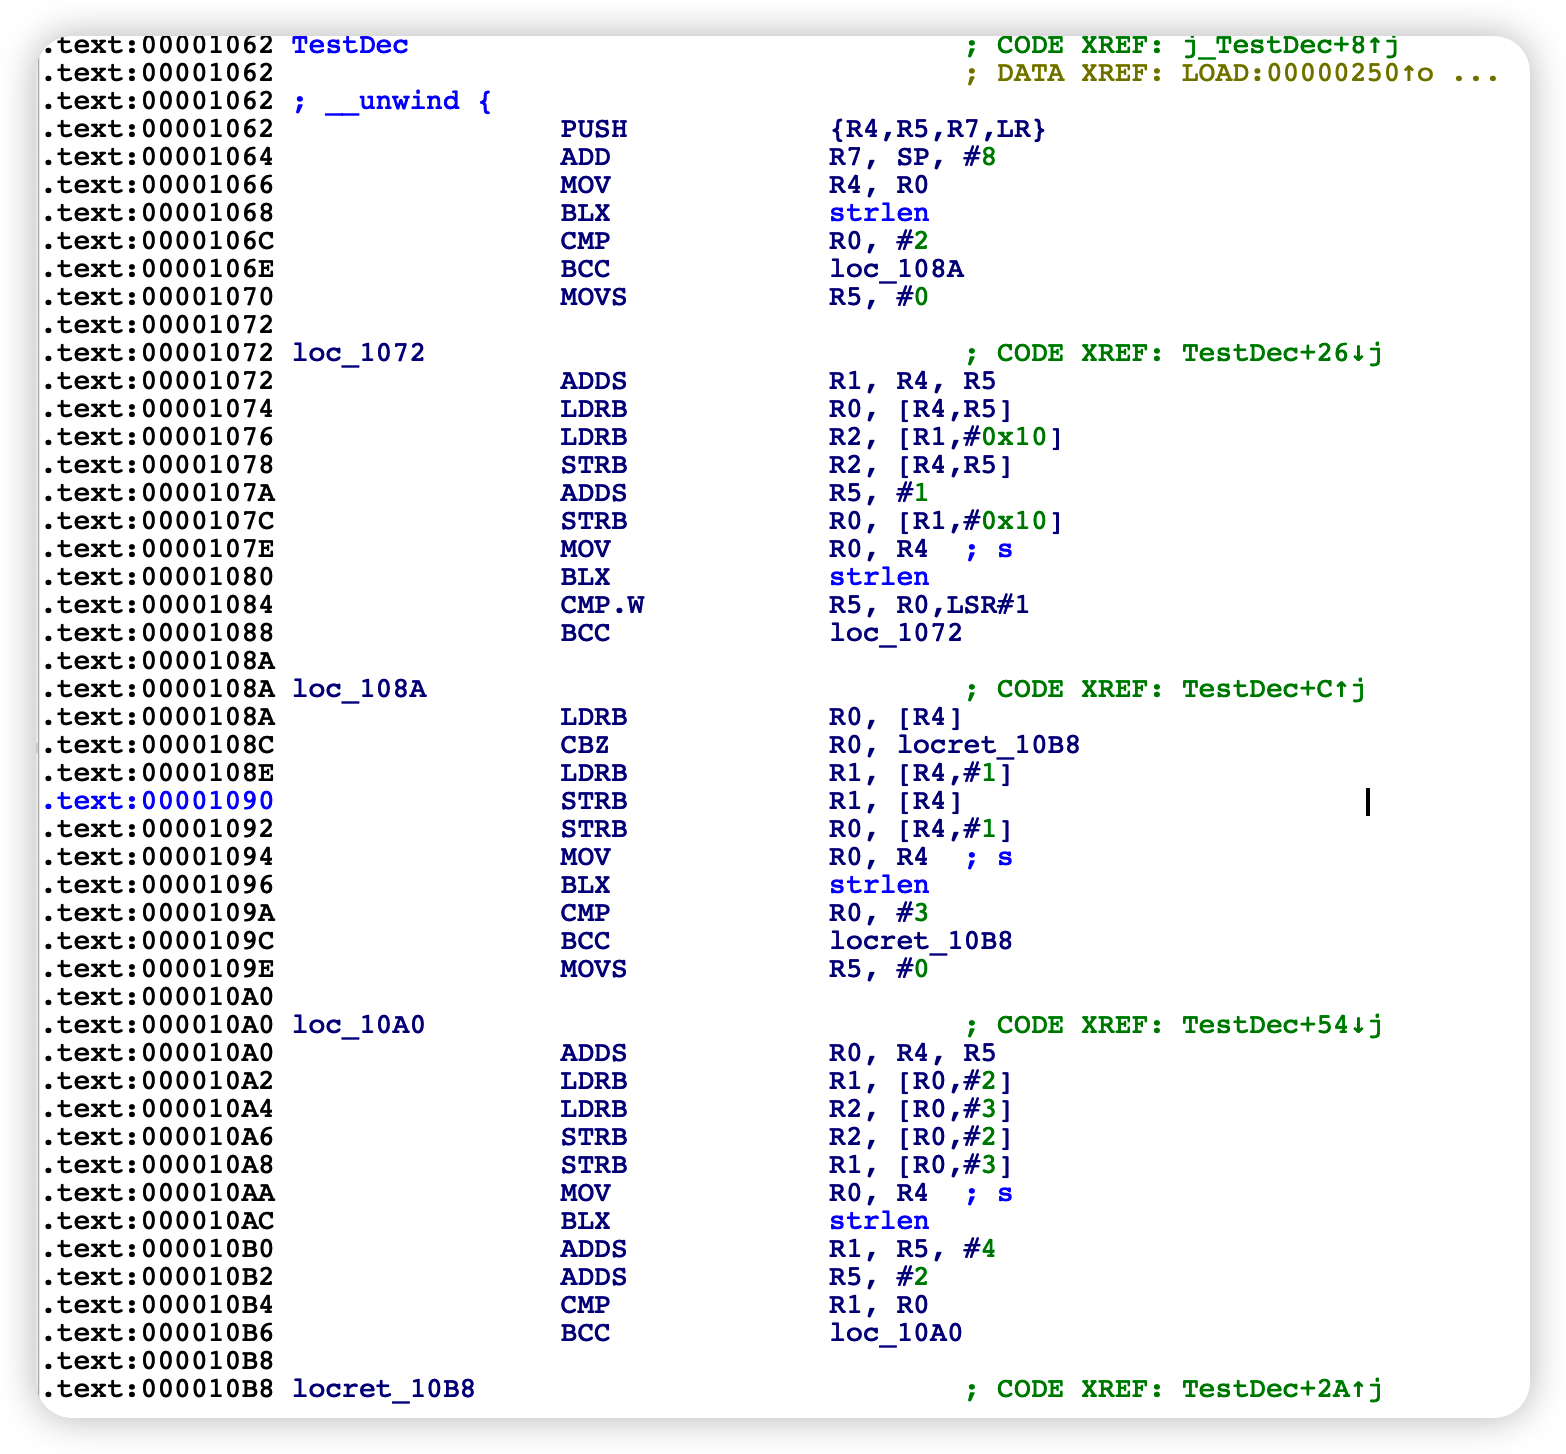 .text:00001062 TestDec ; CODE XREF: j_TestDec+8↑j
.text:00001062 ; DATA XREF: LOAD:00000250↑o ...
.text:00001062 ; __unwind {
.text:00001062 PUSH {R4,R5,R7,LR}
.text:00001064 ADD R7, SP, #8
.text:00001066 MOV R4, R0
.text:00001068 BLX strlen
.text:0000106C CMP R0, #2
.text:0000106E BCC loc_108A
.text:00001070 MOVS R5, #0
.text:00001072
.text:00001072 loc_1072 ; CODE XREF: TestDec+26↓j
.text:00001072 ADDS R1, R4, R5
.text:00001074 LDRB R0, [R4,R5]
.text:00001076 LDRB R2, [R1,#0x10]
.text:00001078 STRB R2, [R4,R5]
.text:0000107A ADDS R5, #1
.text:0000107C STRB R0, [R1,#0x10]
.text:0000107E MOV R0, R4 ; s
.text:00001080 BLX strlen
.text:00001084 CMP.W R5, R0,LSR#1
.text:00001088 BCC loc_1072
.text:0000108A
.text:0000108A loc_108A ; CODE XREF: TestDec+C↑j
.text:0000108A LDRB R0, [R4]
.text:0000108C CBZ R0, locret_10B8
.text:0000108E LDRB R1, [R4,#1]
.text:00001090 STRB R1, [R4]
.text:00001092 STRB R0, [R4,#1]
.text:00001094 MOV R0, R4 ; s
.text:00001096 BLX strlen
.text:0000109A CMP R0, #3
.text:0000109C BCC locret_10B8
.text:0000109E MOVS R5, #0
.text:000010A0
.text:000010A0 loc_10A0 ; CODE XREF: TestDec+54↓j
.text:000010A0 ADDS R0, R4, R5
.text:000010A2 LDRB R1, [R0,#2]
.text:000010A4 LDRB R2, [R0,#3]
.text:000010A6 STRB R2, [R0,#2]
.text:000010A8 STRB R1, [R0,#3]
.text:000010AA MOV R0, R4 ; s
.text:000010AC BLX strlen
.text:000010B0 ADDS R1, R5, #4
.text:000010B2 ADDS R5, #2
.text:000010B4 CMP R1, R0
.text:000010B6 BCC loc_10A0
.text:000010B8
.text:000010B8 locret_10B8 ; CODE XREF: TestDec+2A↑j